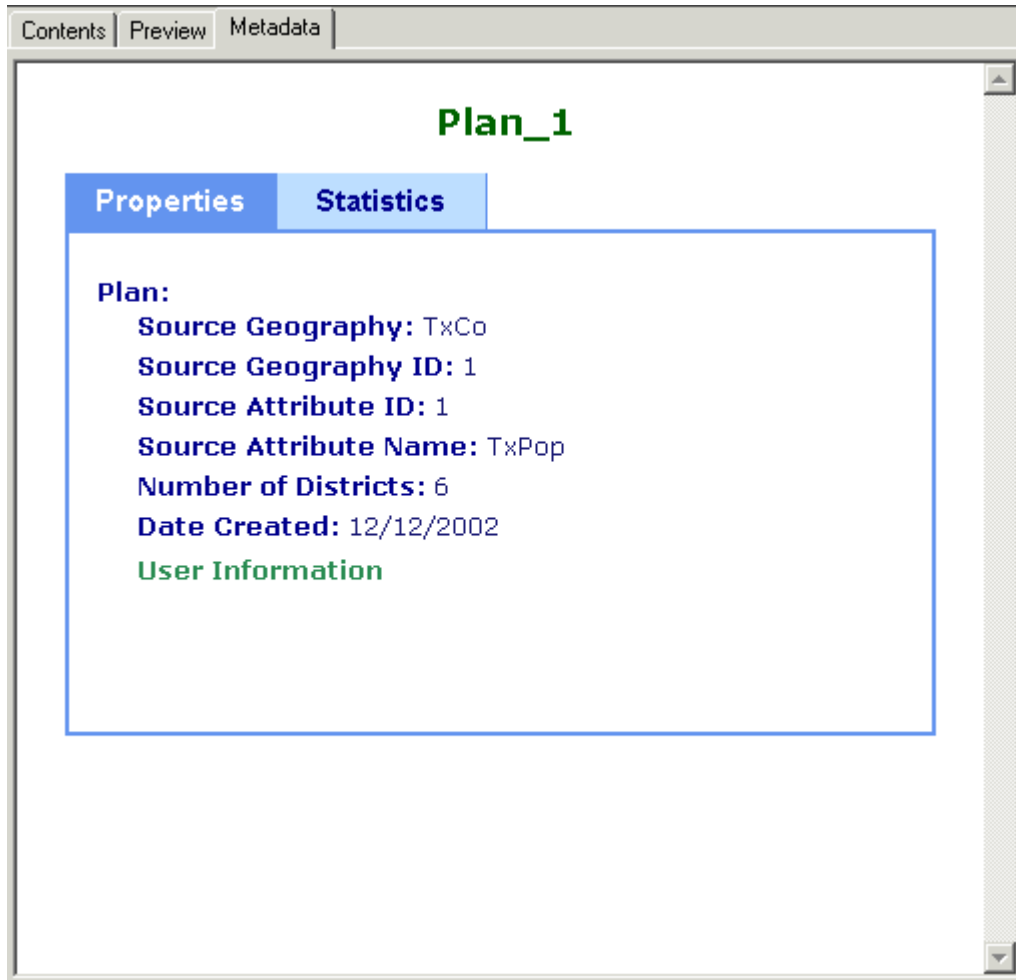 Contents Preview Metadata
Plan_1
Properties Statistics
Plan:
Source Geography: TxCo
Source Geography ID: 1
Source Attribute ID: 1
Source Attribute Name: TxPop
Number of Districts: 6
Date Created: 12/12/2002
User Information